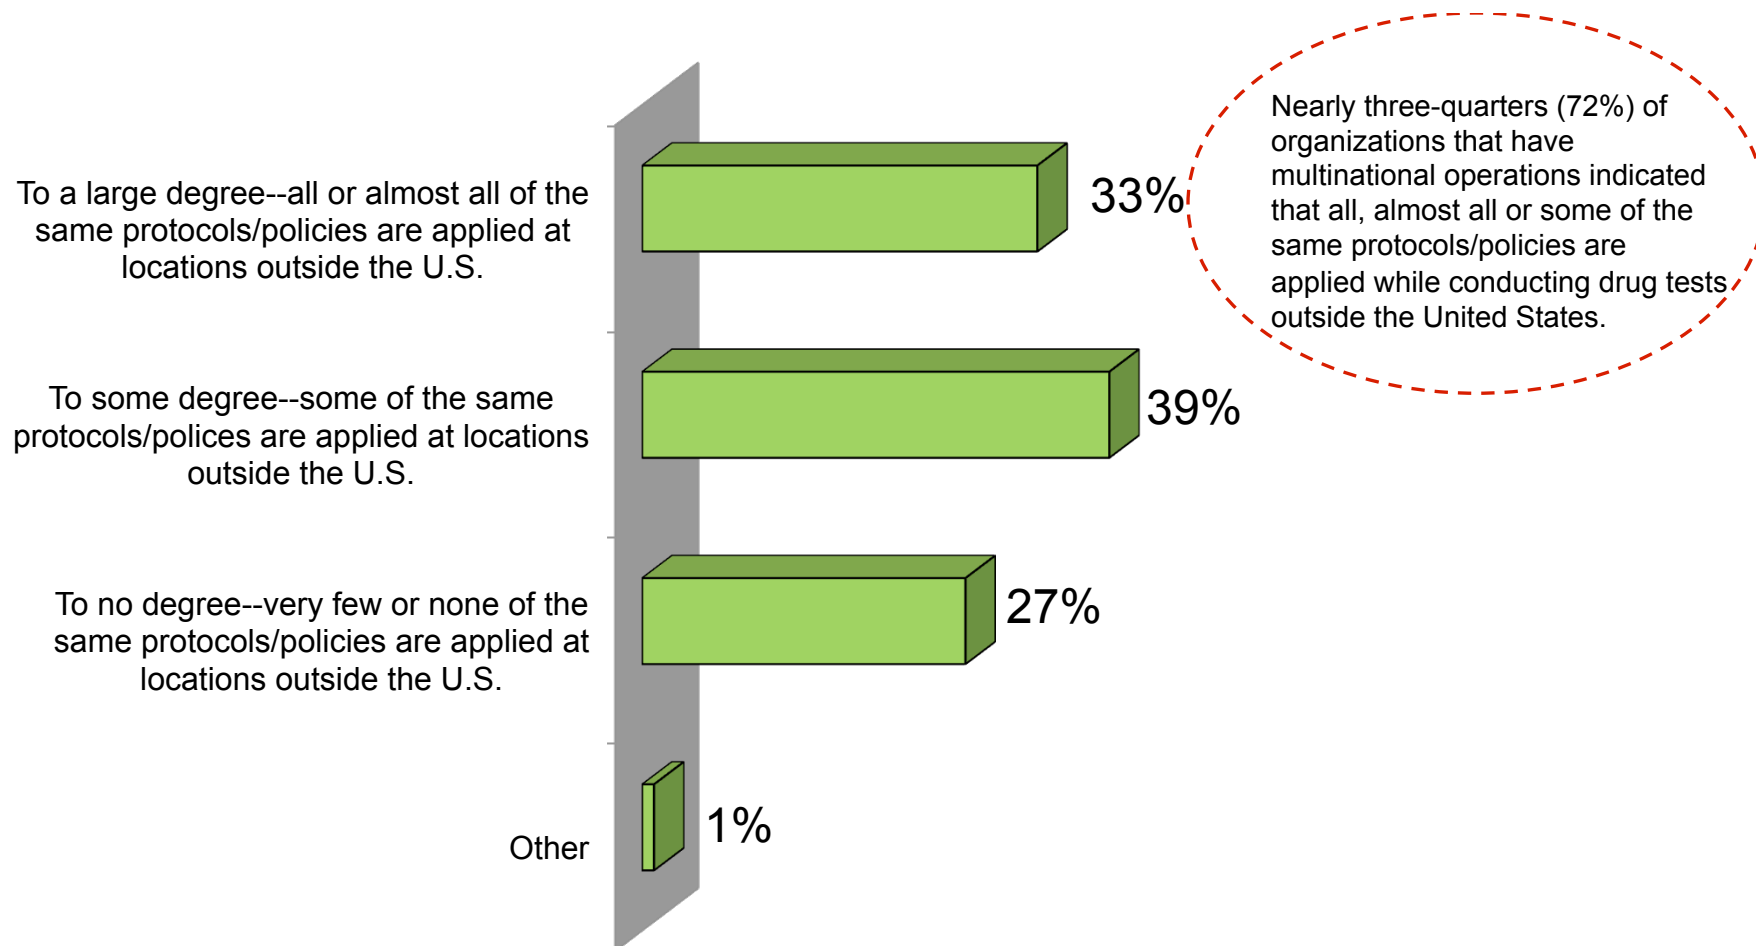 To a large degree--all or almost all of the
same protocols/policies are applied at
locations outside the U.S.
33%
Nearly three-quarters (72%) of
organizations that have
multinational operations indicated
that all, almost all or some of the
same protocols/policies are
applied while conducting drug tests
outside the United States.
To some degree--some of the same
protocols/polices are applied at locations
outside the U.S.
39%
To no degree--very few or none of the
same protocols/policies are applied at
locations outside the U.S.
27%
Other
1%